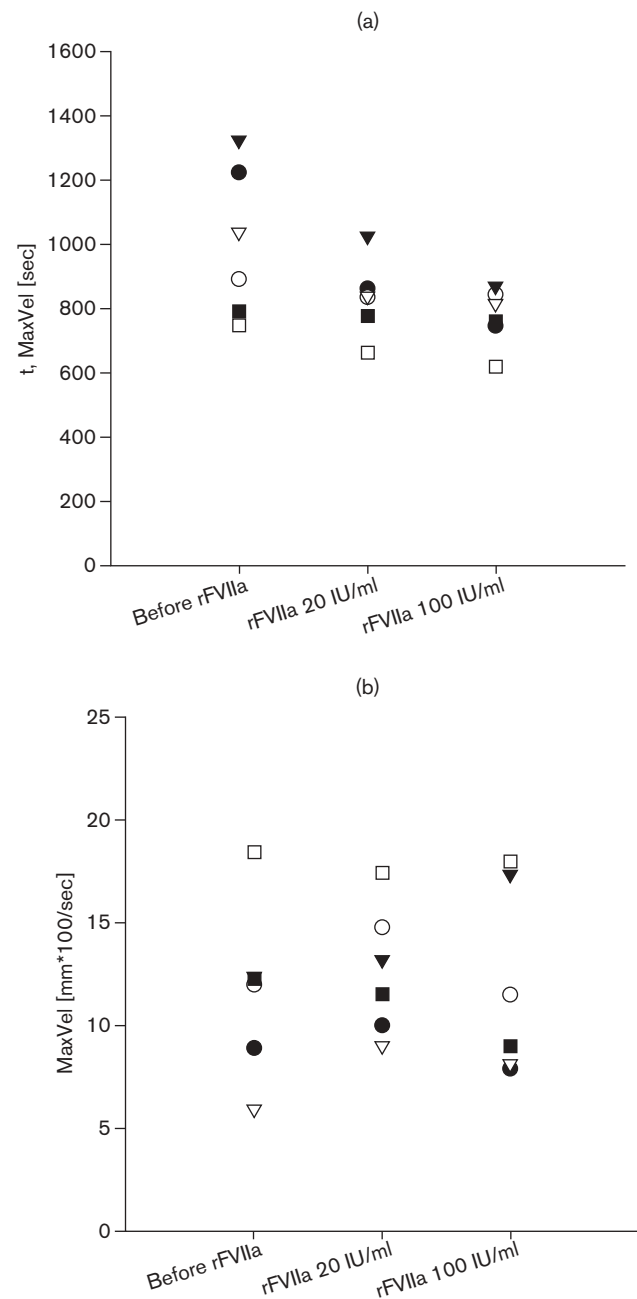 (a)
1600
1400
1200
1000
800
600
400
200
0
t, MaxVel [sec]
Before rFVIIa
rFVIIa 20 IU/ml
rFVIIa 100 IU/ml
(b)
25
20
15
10
5
0
MaxVel [mm*100/sec]
Before rFVIIa
rFVIIa 20 IU/ml
rFVIIa 100 IU/ml